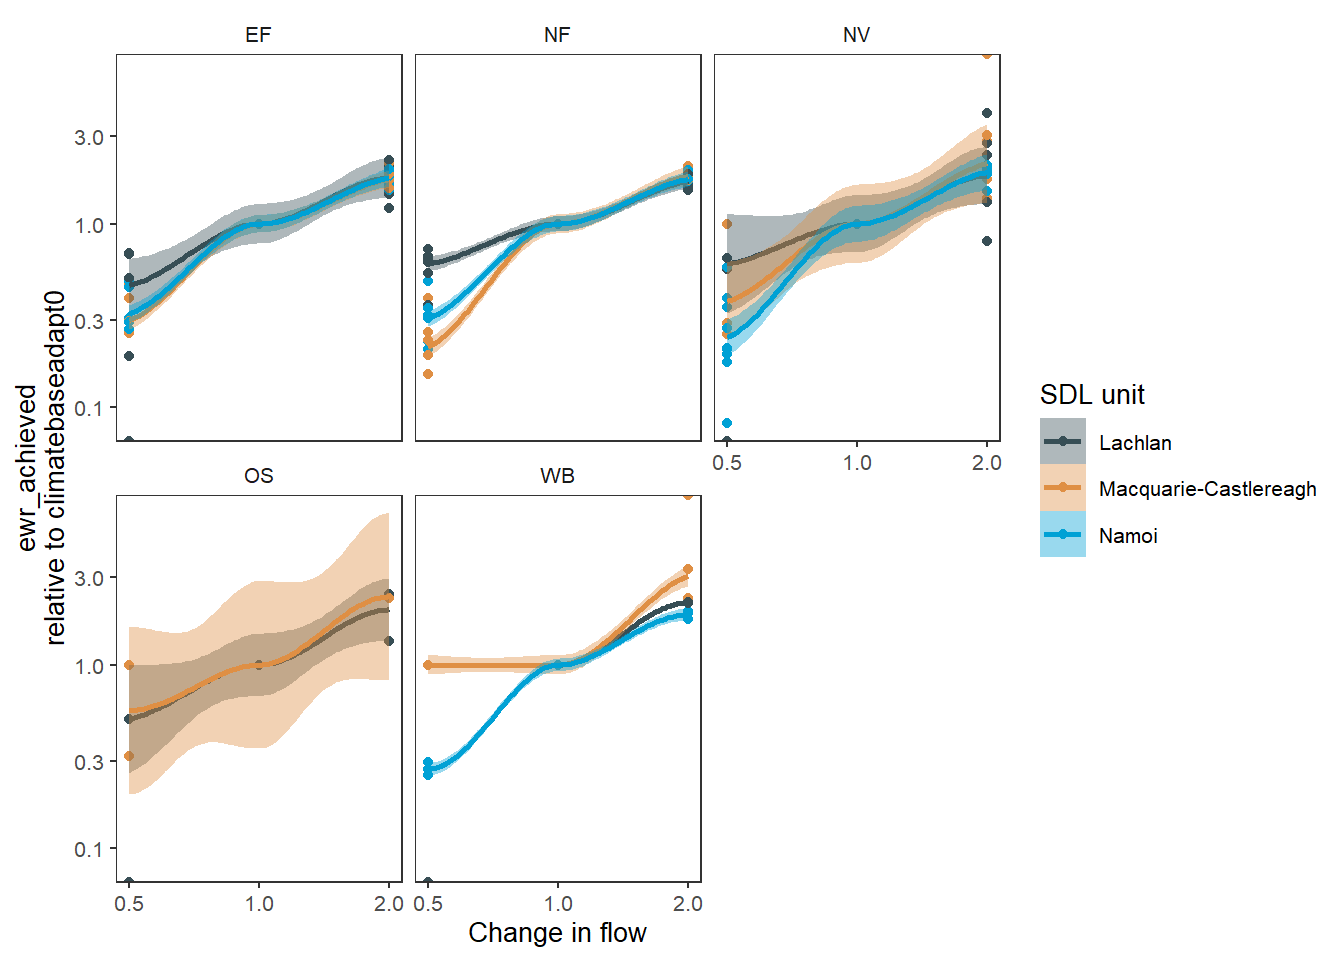 EF
NF
NV
3.0
1.0
0.3
0.1
0.5
1.0
2.0
OS
WB
3.0
1.0
0.3
0.1
0.5
1.0
2.0
0.5
1.0
2.0
Change in flow
ewr_achieved
relative to climatebaseadapt0
SDL unit
Lachlan
Macquarie-Castlereagh
Namoi